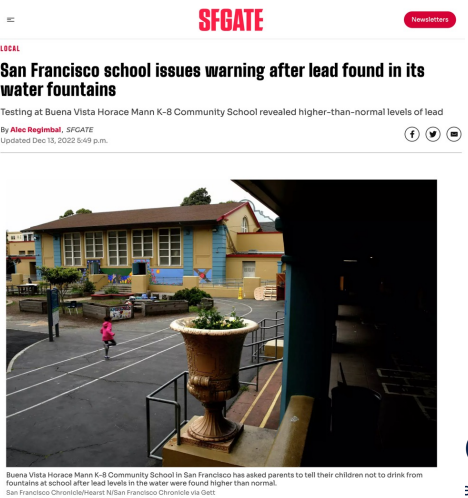 SFGATE
Newsletters
LOCAL
San Francisco school issues warning after lead found in its
water fountains
Testing at Buena Vista Horace Mann K-8 Community School revealed higher-than-normal levels of lead
By Alec Regimbal, SFGATE
Updated Dec 13, 2022 5:49 p.m.
Buena Vista Horace Mann K-8 Community School in San Francisco has asked parents to tell their children not to drink from
fountains at school after lead levels in the water were found higher than normal.
San Francisco Chronicle/Hearst N/San Francisco Chronicle via Gett